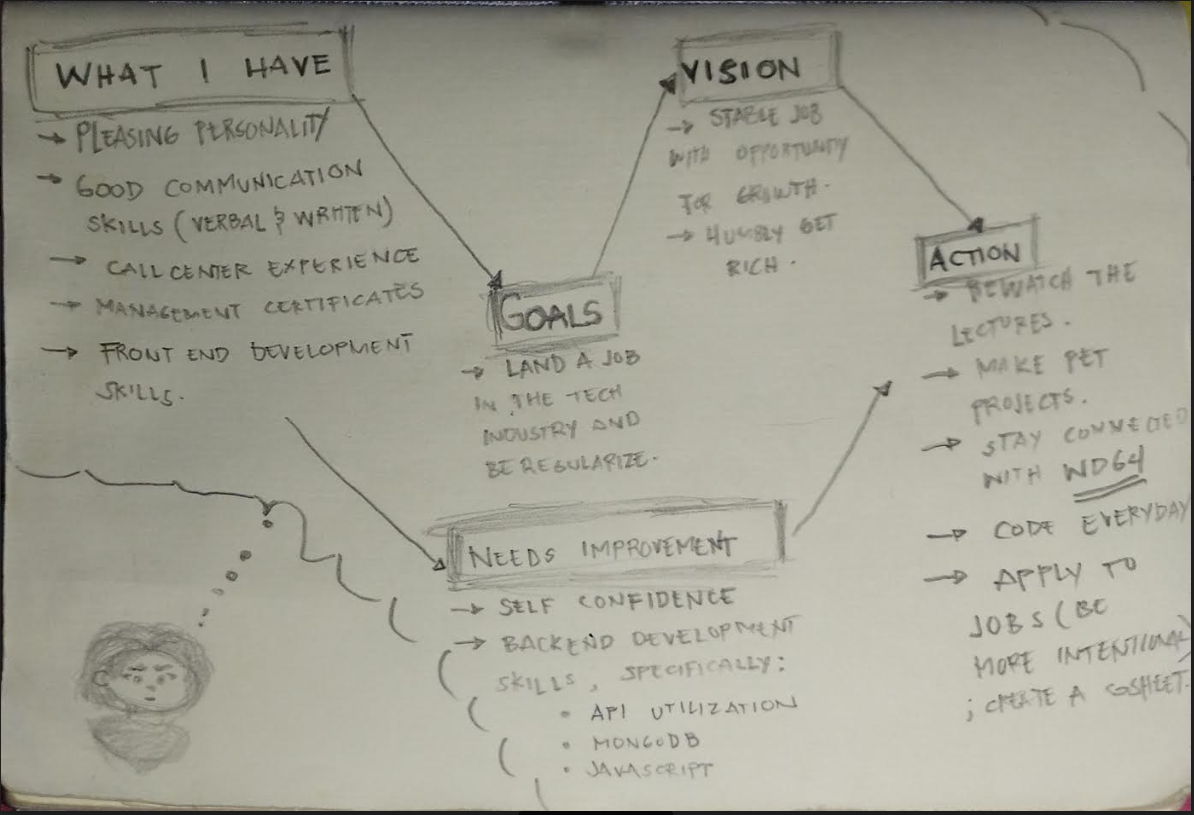 WHAT I HAVE
→ PLEASING PERSONALITY
→ GOOD COMMUNICATION
SKILLS (VERBAL & WRITTEN)
→ CALL CENTER EXPERIENCE
→ MANAGEMENT CERTIFICATES
→ FRONT END DEVELOPMENT
SKILLS.
GOALS
→ LAND A JOB
IN THE TECH
INDUSTRY AND
BE REGULARIZE.
VISION
→ STABLE JOB
WITH OPPORTUNITY
FOR GROWTH.
→ HUMBLY GET
RICH.
NEEDS IMPROVEMENT
→ SELF CONFIDENCE
→ BACKEND DEVELOPMENT
SKILLS, SPECIFICALLY:
• API UTILIZATION
• MONGODB
• JAVASCRIPT
ACTION
→ REWATCH THE
LECTURES.
→ MAKE PET
PROJECTS.
→ STAY CONNECTED
WITH WD64
→ CODE EVERYDAY
→ APPLY TO
JOBS (BE
MORE INTENTIONAL)
; CREATE A GSHEET.